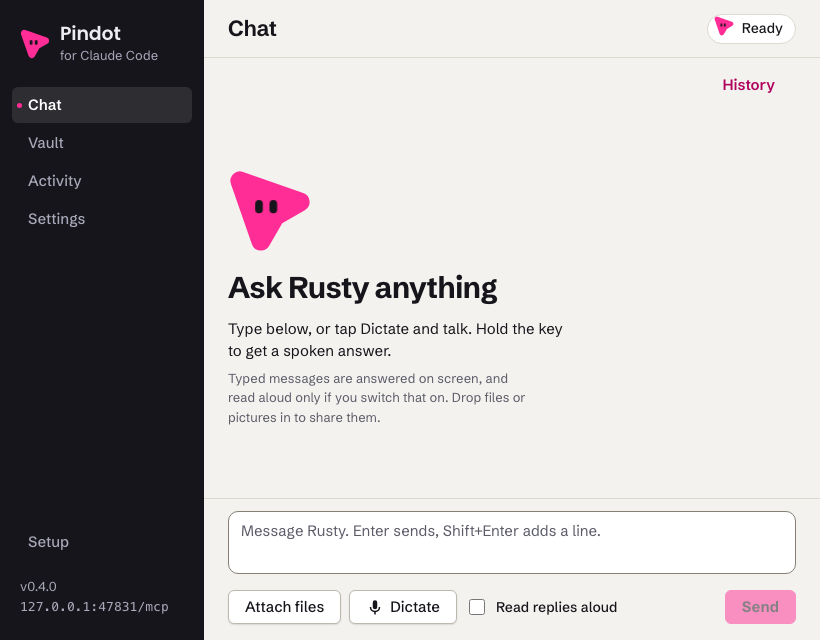 Pindot
for Claude Code
Chat
Vault
Activity
Settings
Setup
v0.4.0
127.0.0.1:47831/mcp
Chat
Ready
History
Ask Rusty anything
Type below, or tap Dictate and talk. Hold the key
to get a spoken answer.
Typed messages are answered on screen, and
read aloud only if you switch that on. Drop files or
pictures in to share them.
Message Rusty. Enter sends, Shift+Enter adds a line.
Attach files
Dictate
Read replies aloud
Send